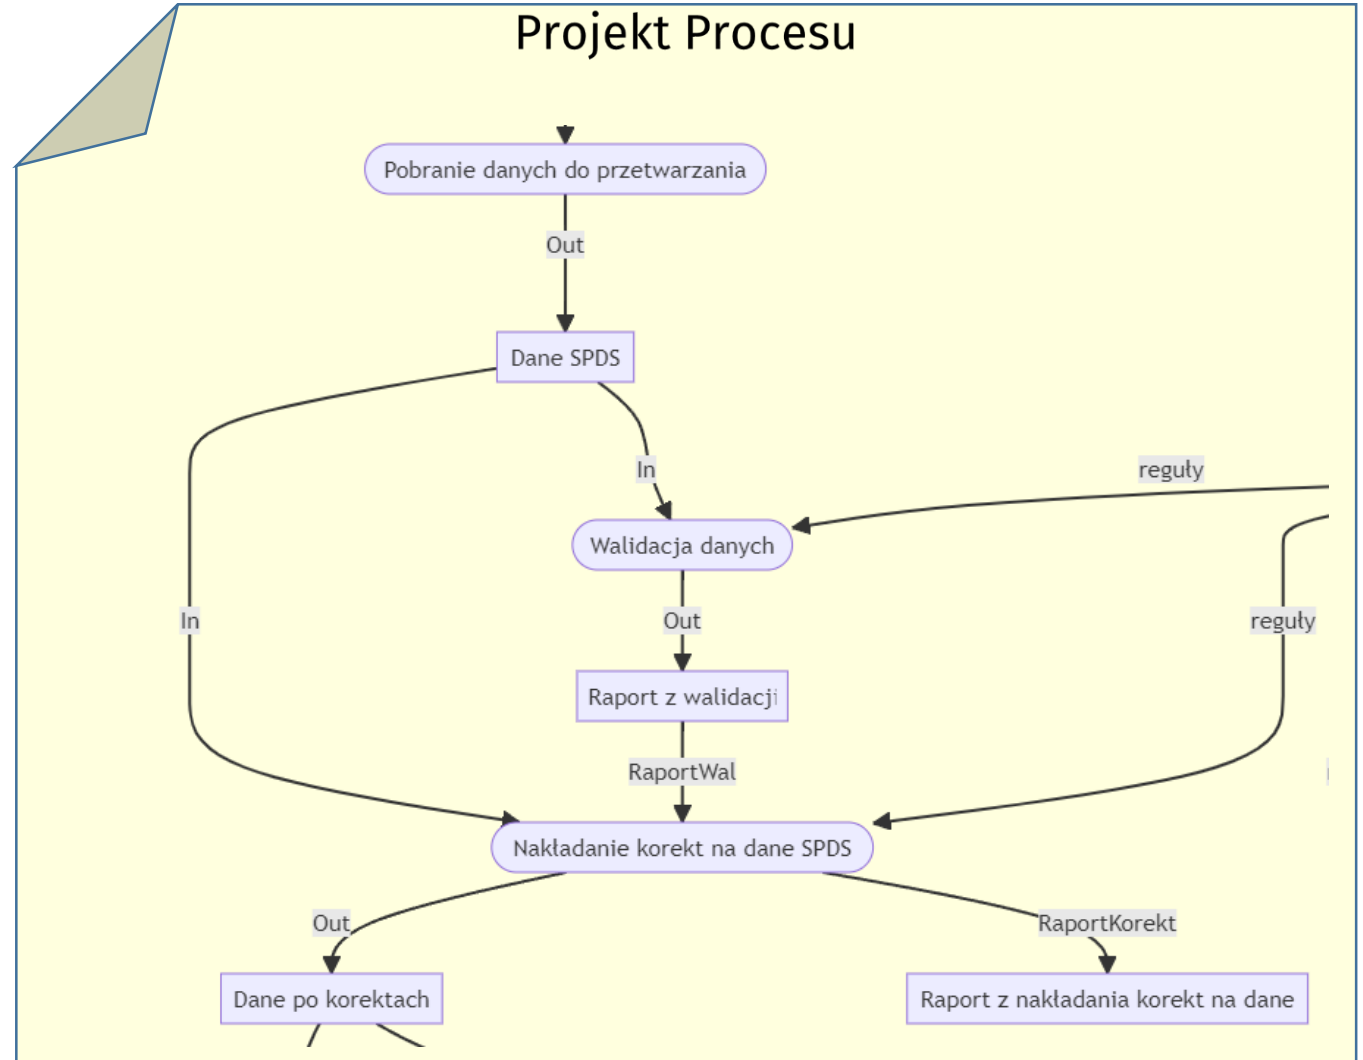 Projekt Procesu
Pobranie danych do przetwarzania
Out
Dane SPDS
In
reguły
Walidacja danych
In
Out
reguły
Raport z walidacji
RaportWal
Nakładanie korekt na dane SPDS
Out
RaportKorekt
Dane po korektach
Raport z nakładania korekt na dane